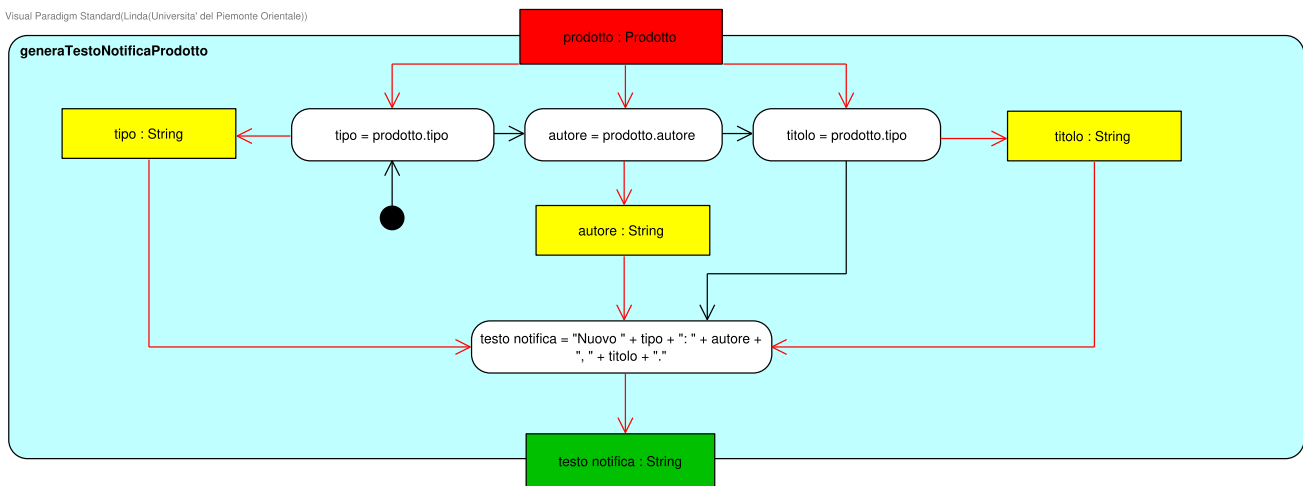 Visual Paradigm Standard(Linda(Universita' del Piemonte Orientale))
prodotto : Prodotto
generaTestoNotificaProdotto
tipo : String
tipo = prodotto.tipo
autore = prodotto.autore
titolo = prodotto.tipo
titolo : String
autore : String
testo notifica = "Nuovo " + tipo + ": " + autore +
", " + titolo + "."
testo notifica : String